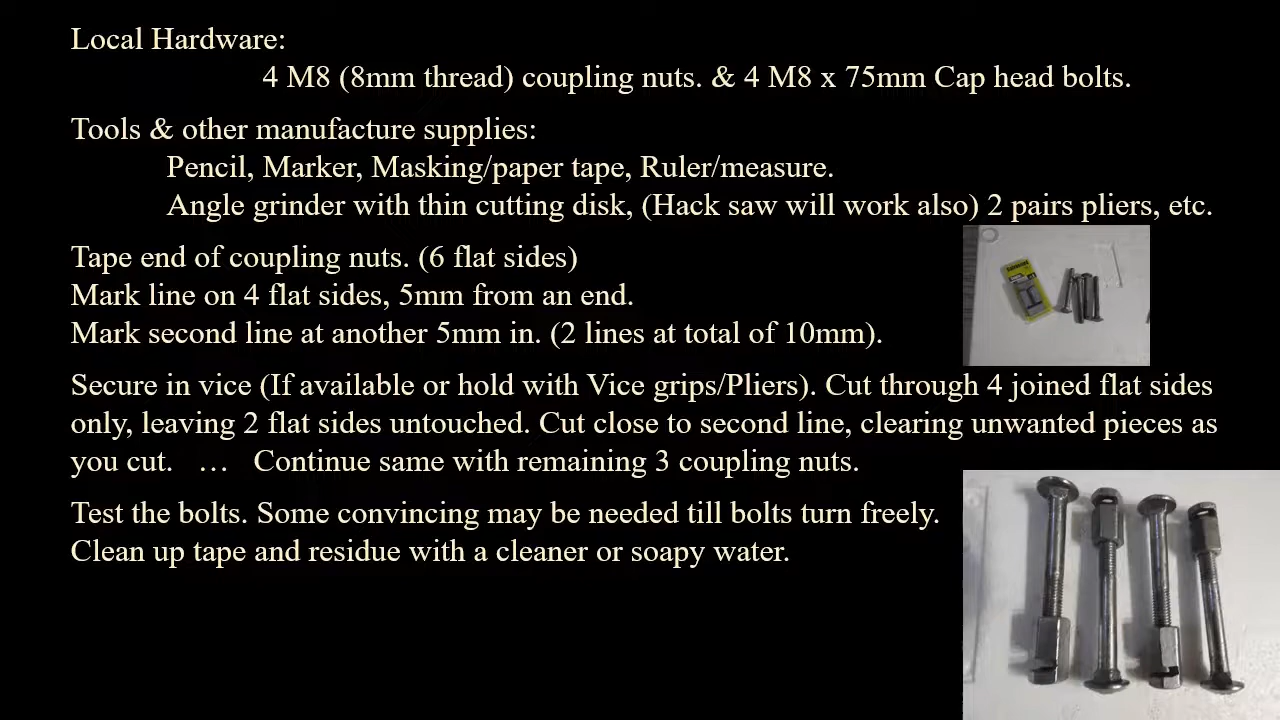 Local Hardware:
4 M8 (8mm thread) coupling nuts. & 4 M8 x 75mm Cap head bolts.
Tools & other manufacture supplies:
Pencil, Marker, Masking/paper tape, Ruler/measure.
Angle grinder with thin cutting disk, (Hack saw will work also) 2 pairs pliers, etc.
Tape end of coupling nuts. (6 flat sides)
Mark line on 4 flat sides, 5mm from an end.
Mark second line at another 5mm in. (2 lines at total of 10mm).
Secure in vice (If available or hold with Vice grips/Pliers). Cut through 4 joined flat sides
only, leaving 2 flat sides untouched. Cut close to second line, clearing unwanted pieces as
you cut. … Continue same with remaining 3 coupling nuts.
Test the bolts. Some convincing may be needed till bolts turn freely.
Clean up tape and residue with a cleaner or soapy water.